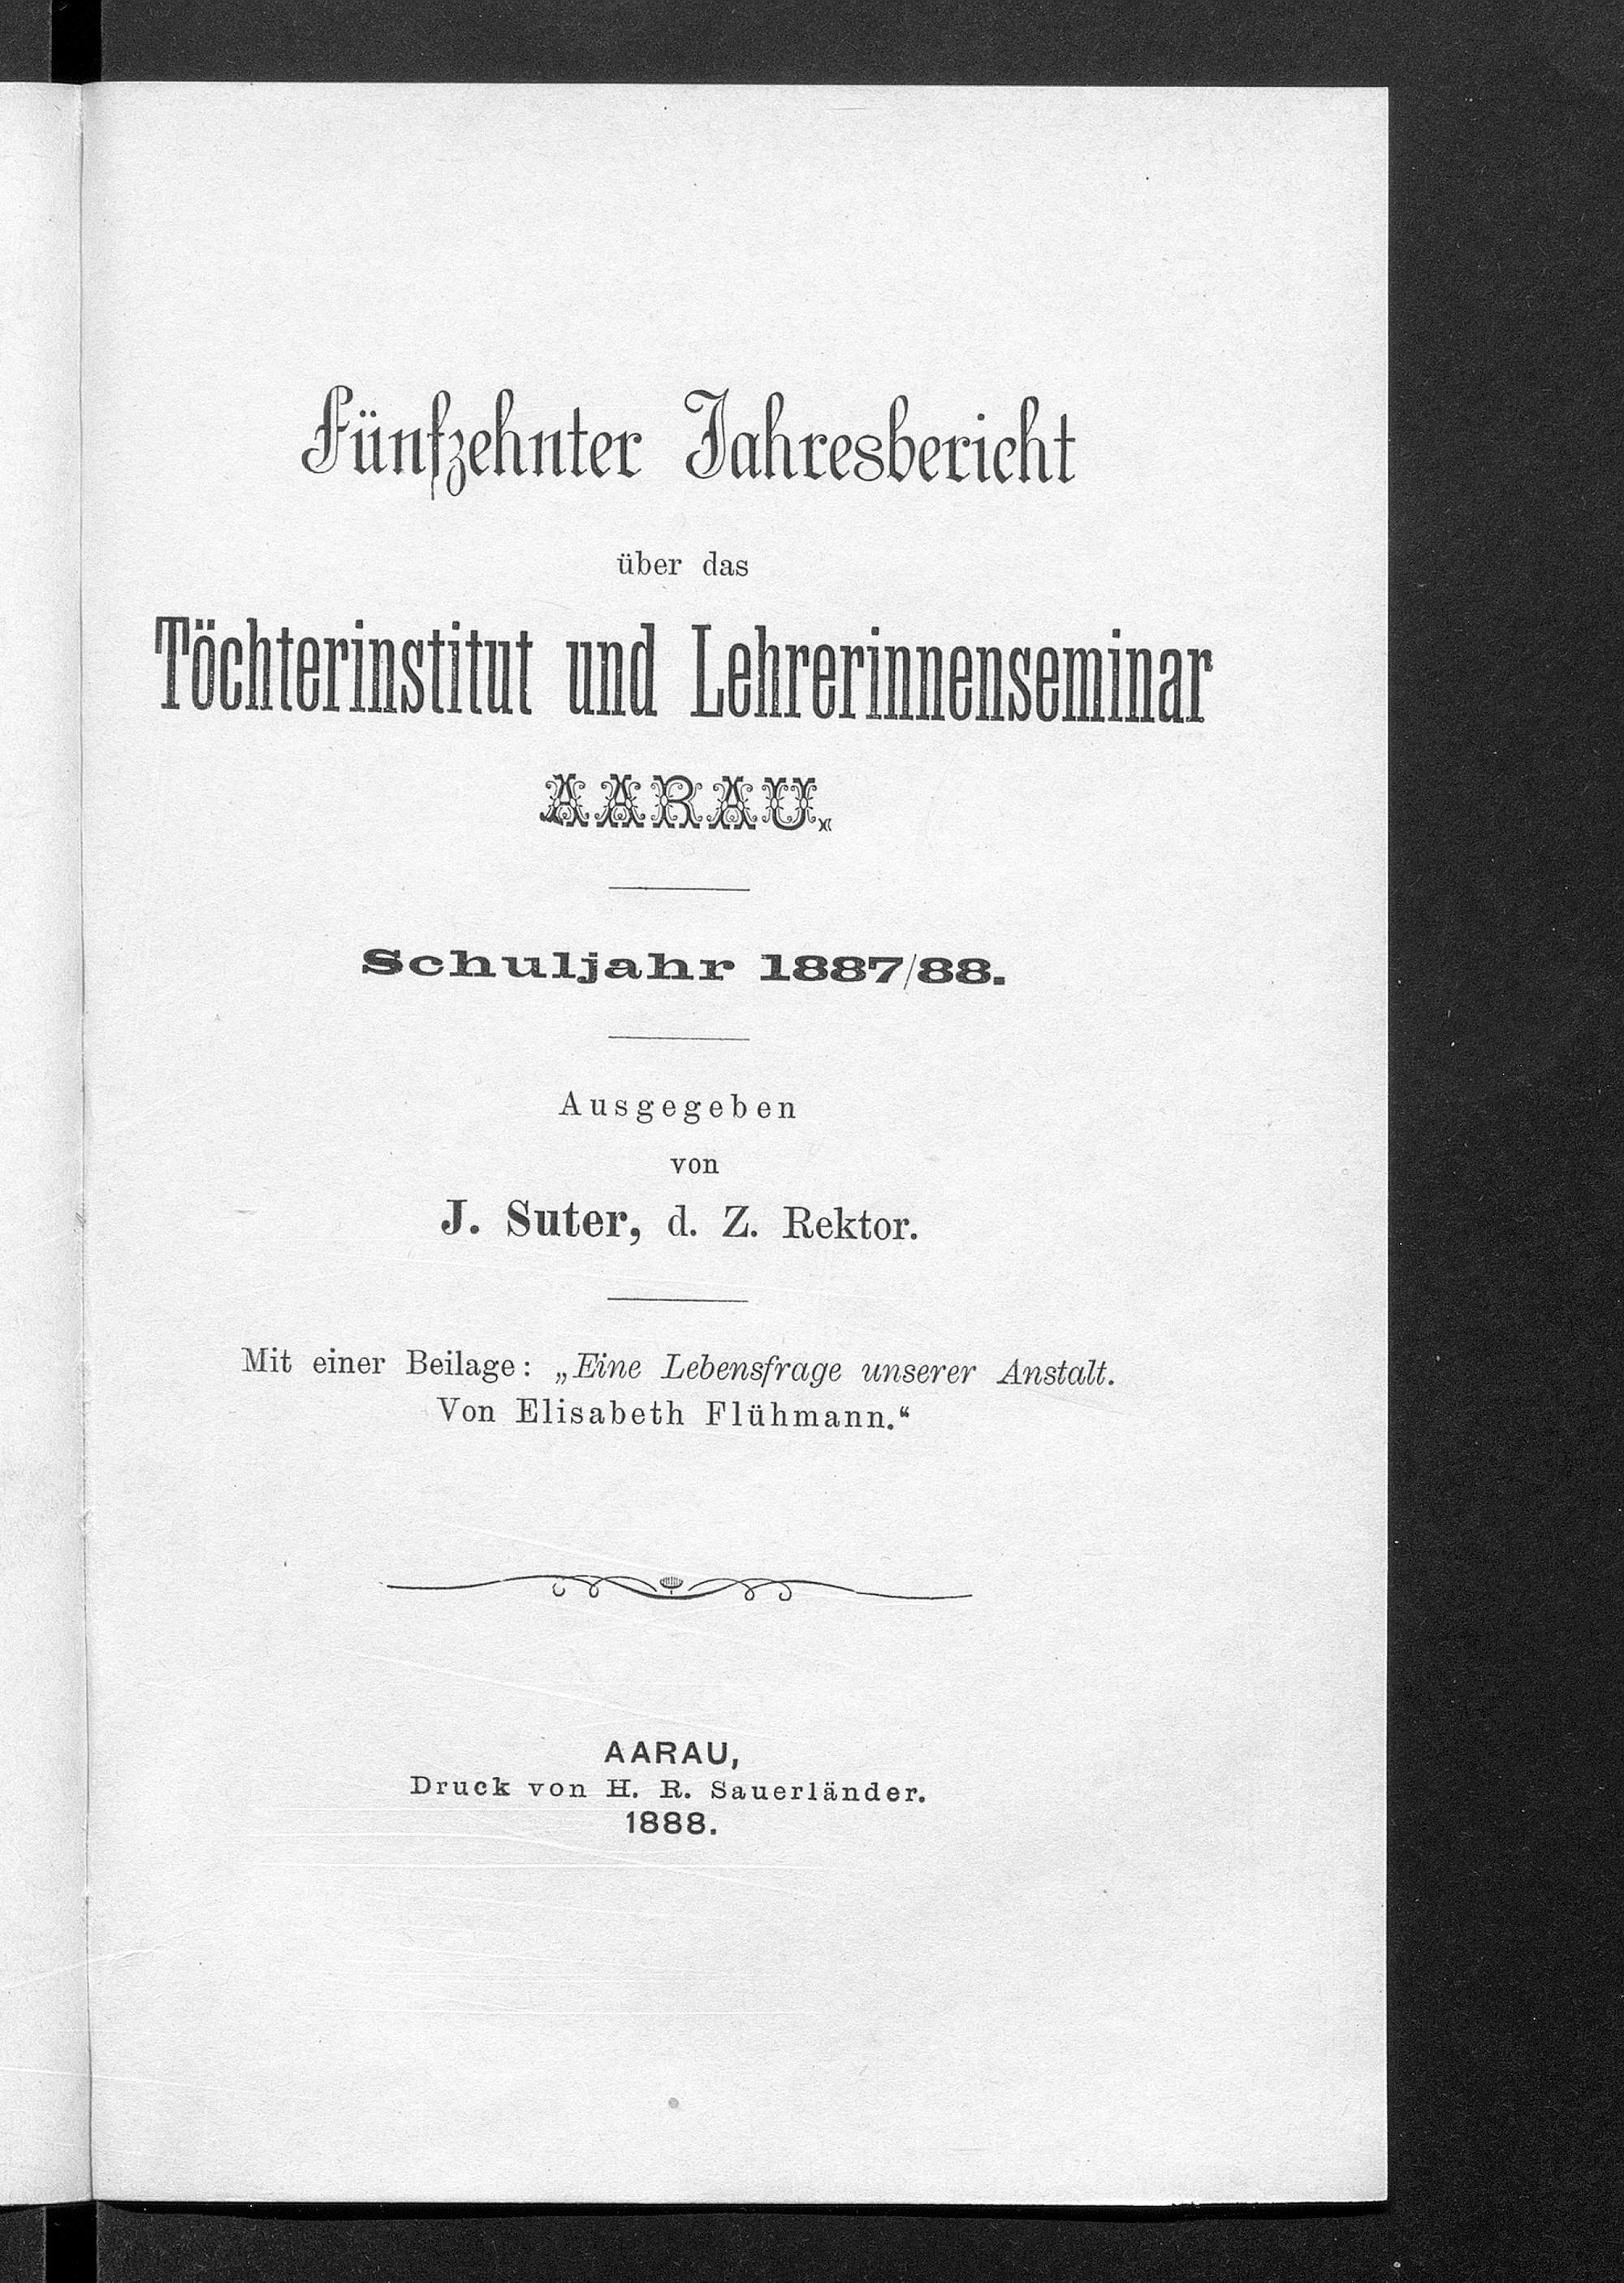 Fünfzehnter Jahresbericht
über das
Töchterinstitut und Lehrerinnenseminar
AARAU.
Schuljahr 1887/88.
Ausgegeben
von
J. Suter, d. Z. Rektor.
Mit einer Beilage: „Eine Lebensfrage unserer Anstalt.
Von Elisabeth Flühmann.“
AARAU,
Druck von H. R. Sauerländer.
1888.